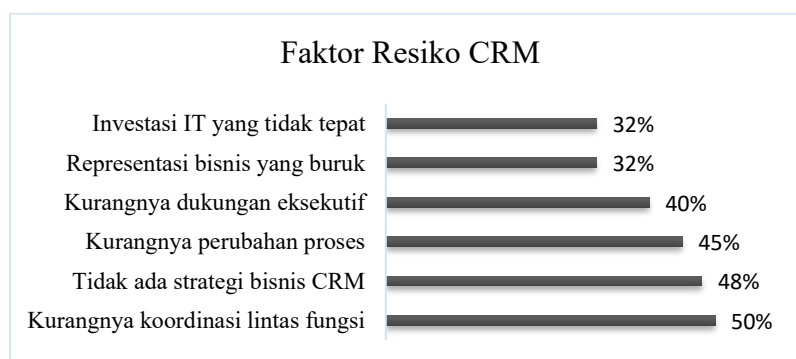 Faktor Resiko CRM
Investasi IT yang tidak tepat 32%
Representasi bisnis yang buruk 32%
Kurangnya dukungan eksekutif 40%
Kurangnya perubahan proses 45%
Tidak ada strategi bisnis CRM 48%
Kurangnya koordinasi lintas fungsi 50%